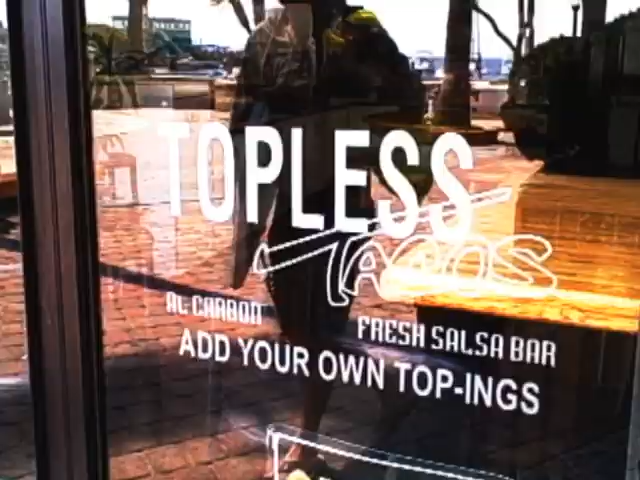 TOPLESS
TACOS
AL CARBON
FRESH SALSA BAR
ADD YOUR OWN TOP-INGS